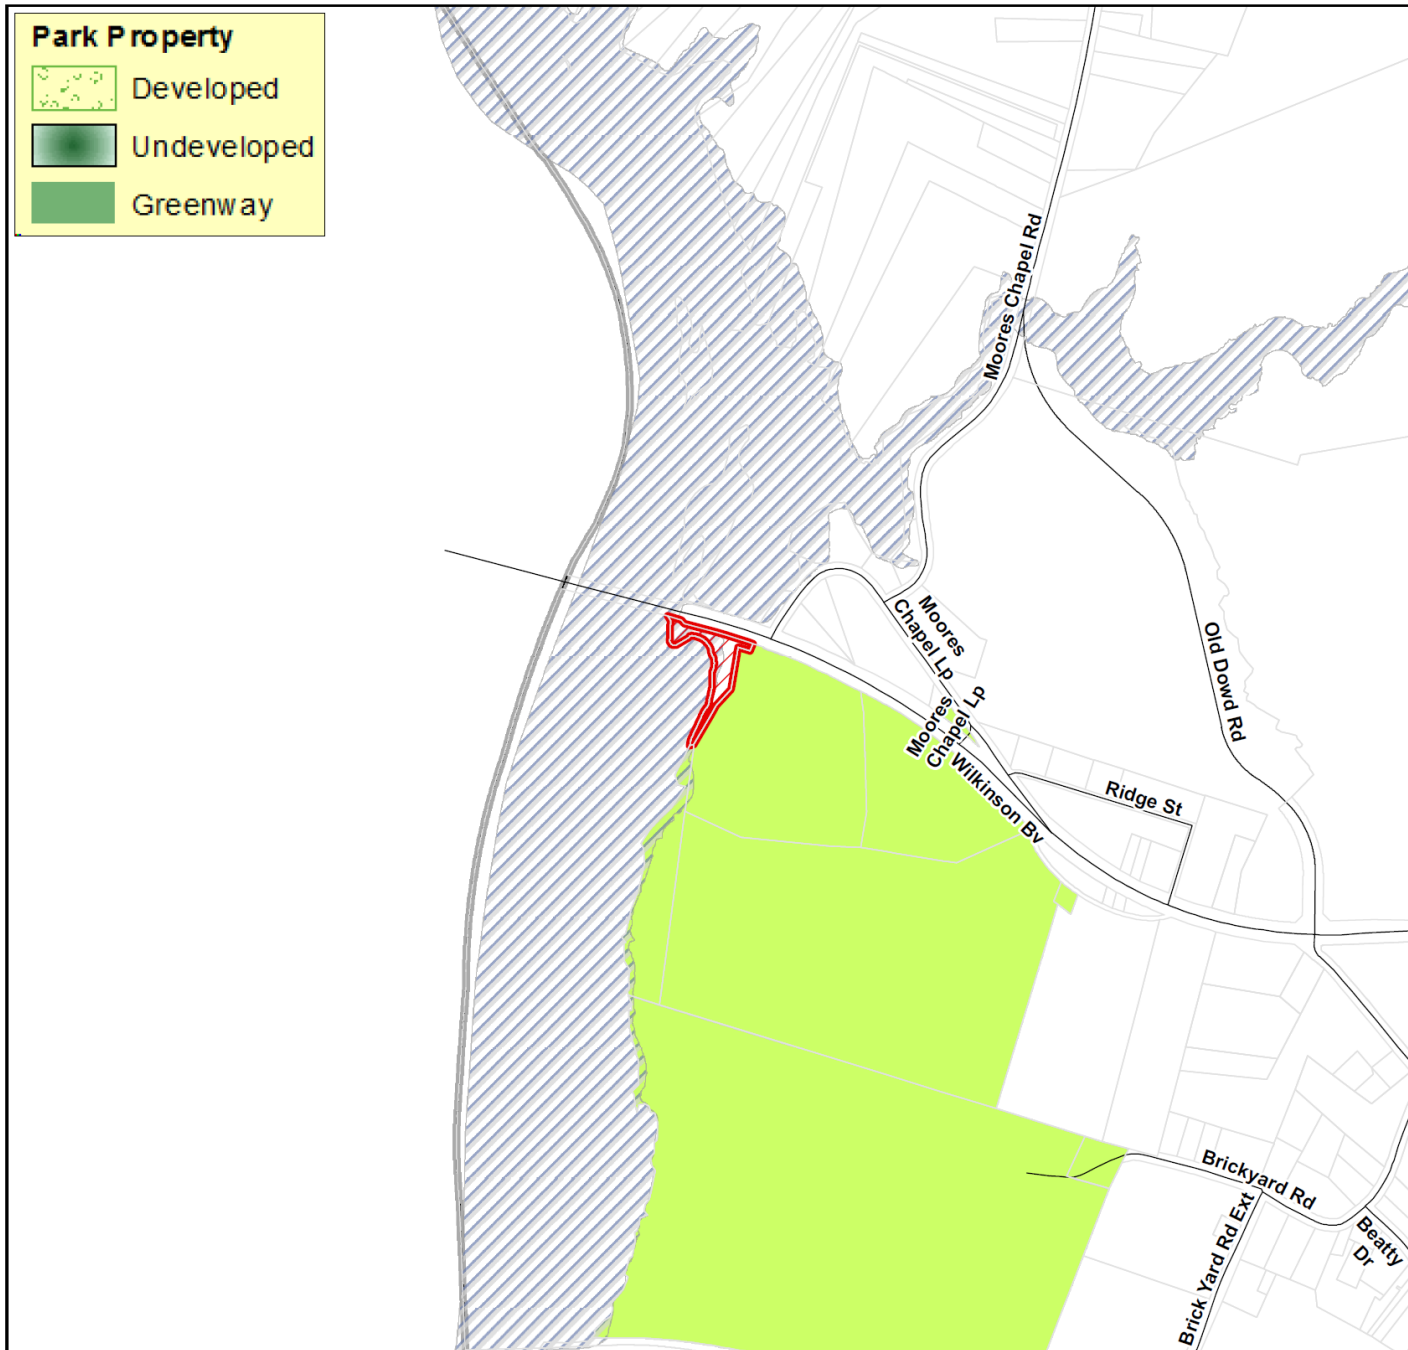 Park Property
Developed
Undeveloped
Greenway
Moores Chapel Rd
Moores
Chapel Lp
Old Dowd Rd
Moores
Chapel Lp
Wilkinson Bv
Ridge St
Brickyard Rd
Brick Yard Rd Ext
Beatty
Dr